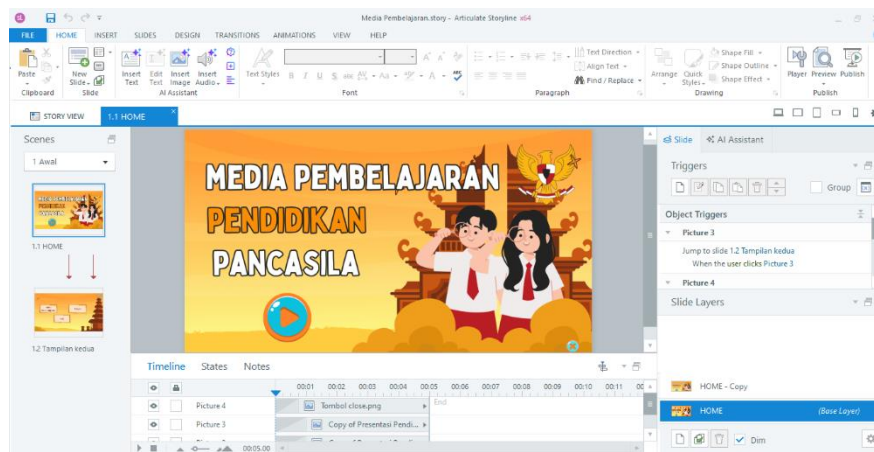 Media Pembelajaran.story - Articulate Storyline x64
FILE HOME INSERT SLIDES DESIGN TRANSITIONS ANIMATIONS VIEW HELP
Paste
New Slide
Insert Text
Edit Text
Insert Image
Insert Audio
Text Styles
B I U S abc AV Aa A
Text Direction
Align Text
Find / Replace
Arrange
Quick Styles
Shape Fill
Shape Outline
Shape Effect
Player Preview Publish
Clipboard Slide AI Assistant Font Paragraph Drawing Publish
STORY VIEW 1.1 HOME
Scenes
1 Awal
1.1 HOME
1.2 Tampilan kedua
MEDIA PEMBELAJARAN
PENDIDIKAN
PANCASILA
Timeline States Notes
00:01 00:02 00:03 00:04 00:05 00:06 00:07 00:08 00:09 00:10 00:11
Picture 4 Tombol close.png End
Picture 3 Copy of Presentasi Pendi...
00:05.00
Slide AI Assistant
Triggers
Group
Object Triggers
Picture 3
Jump to slide 1.2 Tampilan kedua
When the user clicks Picture 3
Picture 4
Slide Layers
HOME - Copy
HOME (Base Layer)
Dim